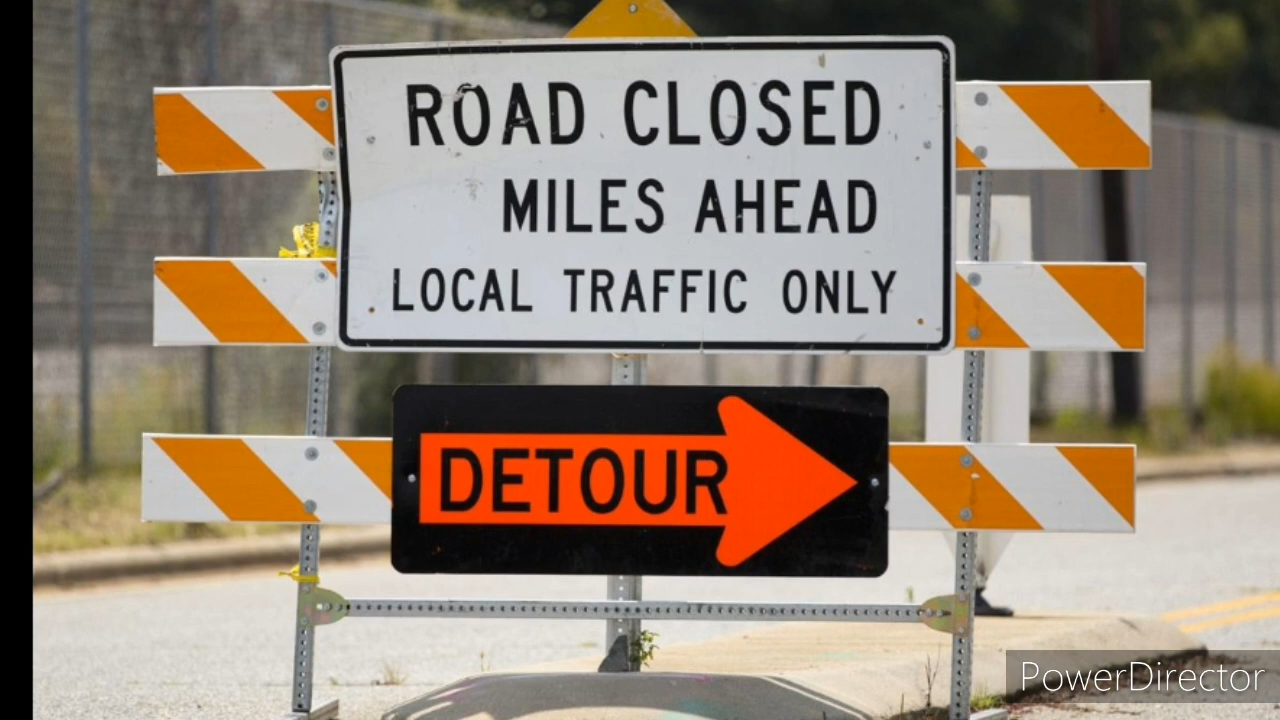 ROAD CLOSED
MILES AHEAD
LOCAL TRAFFIC ONLY
DETOUR
PowerDirector